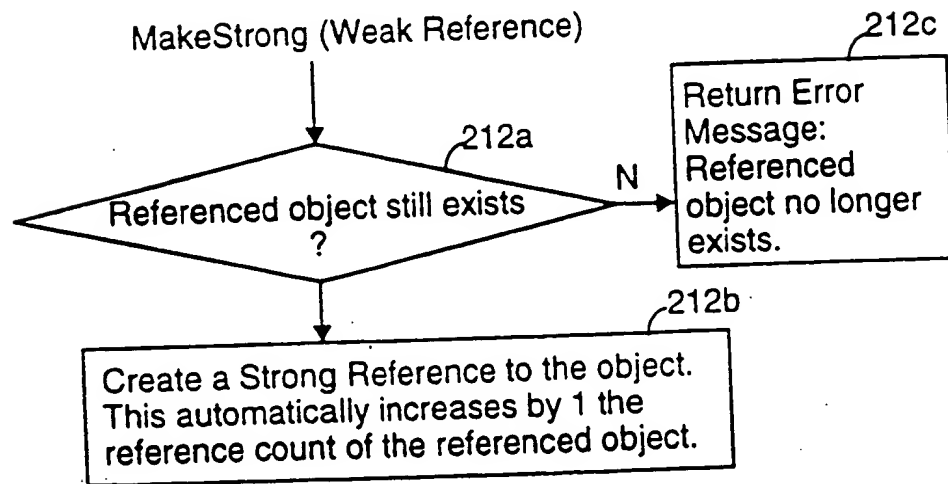 MakeStrong (Weak Reference)
212c
Return Error
Message:
Referenced
object no longer
exists.
212a
N
Referenced object still exists
?
212b
Create a Strong Reference to the object.
This automatically increases by 1 the
reference count of the referenced object.